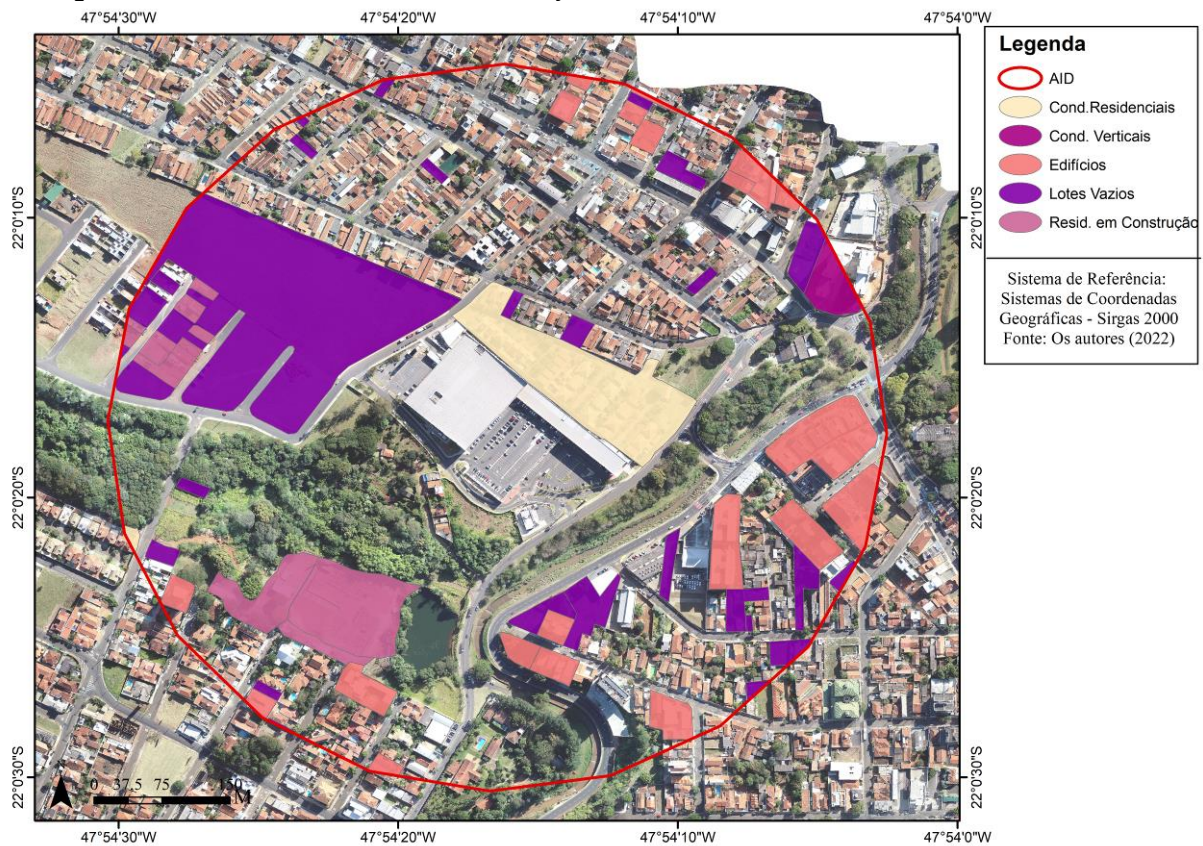 47°54'30"W 47°54'20"W 47°54'10"W 47°54'0"W
Legenda
AID
Cond.Residenciais
Cond. Verticais
Edifícios
Lotes Vazios
Resid. em Construção
Sistema de Referência:
Sistemas de Coordenadas
Geográficas - Sirgas 2000
Fonte: Os autores (2022)
22°0'10"S 22°0'10"S
22°0'20"S 22°0'20"S
22°0'30"S 22°0'30"S
N
0 37,5 75 150
M
47°54'30"W 47°54'20"W 47°54'10"W 47°54'0"W